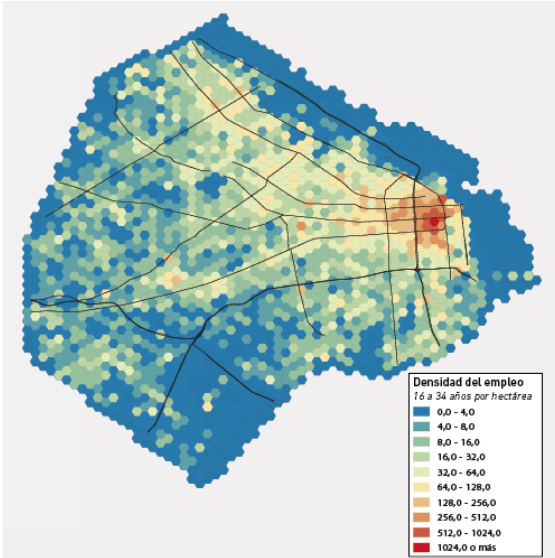 Densidad del empleo
16 a 34 años por hectárea
0,0 - 4,0
4,0 - 8,0
8,0 - 16,0
16,0 - 32,0
32,0 - 64,0
64,0 - 128,0
128,0 - 256,0
256,0 - 512,0
512,0 - 1024,0
1024,0 o más